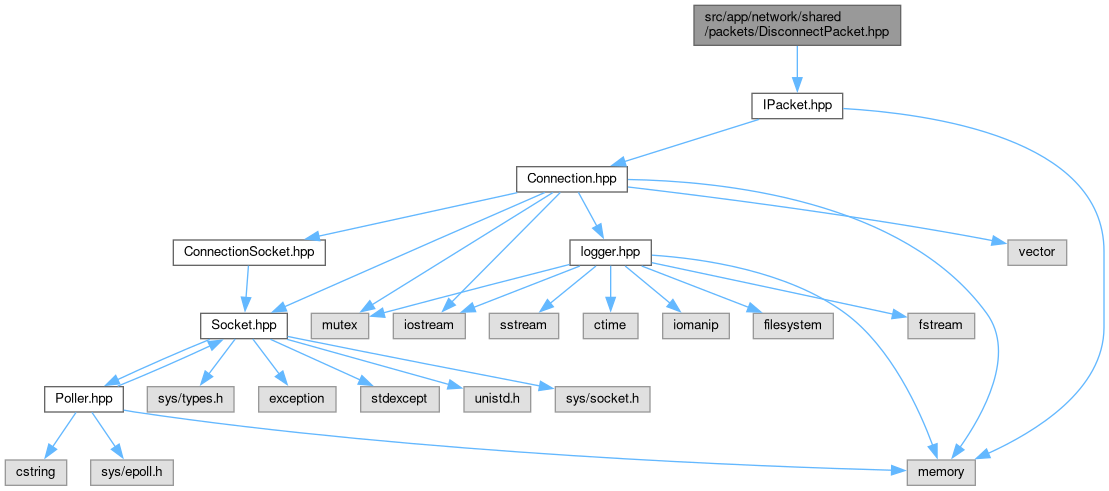 src/app/network/shared
/packets/DisconnectPacket.hpp
IPacket.hpp
Connection.hpp
ConnectionSocket.hpp
logger.hpp
vector
Socket.hpp
mutex
iostream
sstream
ctime
iomanip
filesystem
fstream
Poller.hpp
sys/types.h
exception
stdexcept
unistd.h
sys/socket.h
cstring
sys/epoll.h
memory